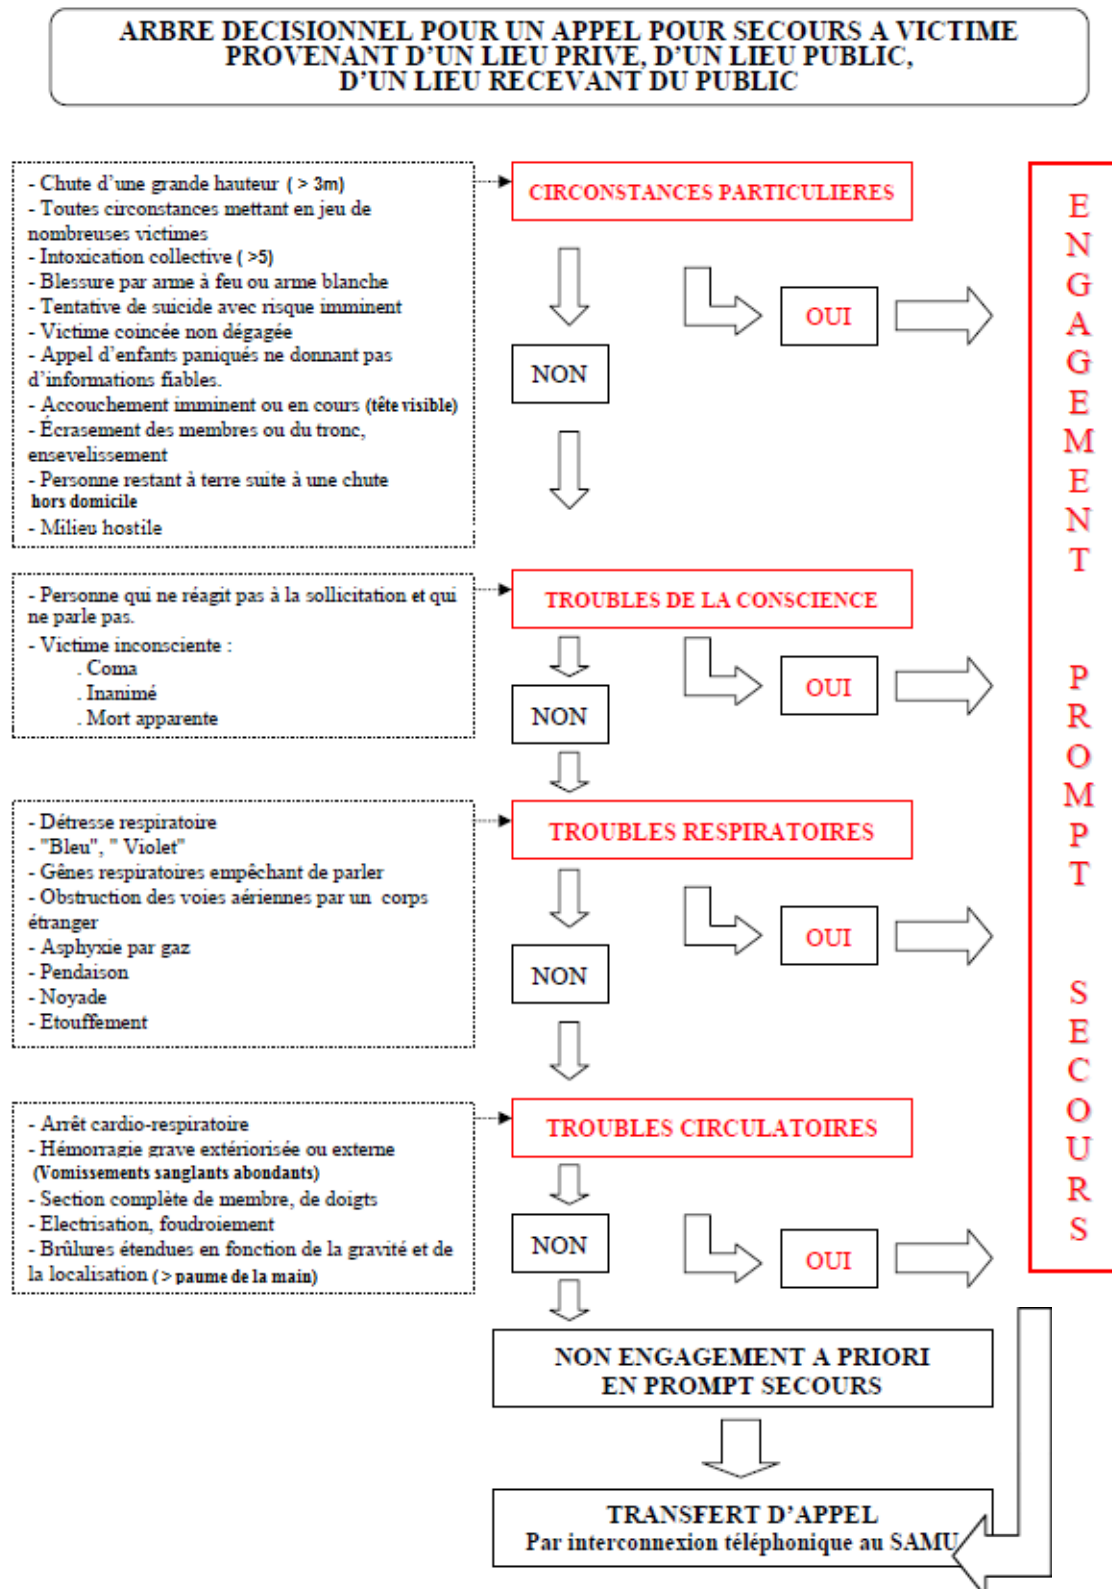 ARBRE DECISIONNEL POUR UN APPEL POUR SECOURS A VICTIME
PROVENANT D'UN LIEU PRIVE, D'UN LIEU PUBLIC,
D'UN LIEU RECEVANT DU PUBLIC
- Chute d'une grande hauteur ( > 3m)
- Toutes circonstances mettant en jeu de
nombreuses victimes
- Intoxication collective ( >5)
- Blessure par arme à feu ou arme blanche
- Tentative de suicide avec risque imminent
- Victime coincée non dégagée
- Appel d'enfants paniqués ne donnant pas
d'informations fiables.
- Accouchement imminent ou en cours (tête visible)
- Écrasement des membres ou du tronc,
ensevelissement
- Personne restant à terre suite à une chute
hors domicile
- Milieu hostile
CIRCONSTANCES PARTICULIERES
OUI
NON
- Personne qui ne réagit pas à la sollicitation et qui
ne parle pas.
- Victime inconsciente :
. Coma
. Inanimé
. Mort apparente
TROUBLES DE LA CONSCIENCE
OUI
NON
- Détresse respiratoire
- "Bleu", " Violet"
- Gênes respiratoires empêchant de parler
- Obstruction des voies aériennes par un corps
étranger
- Asphyxie par gaz
- Pendaison
- Noyade
- Etouffement
TROUBLES RESPIRATOIRES
OUI
NON
- Arrêt cardio-respiratoire
- Hémorragie grave extériorisée ou externe
(Vomissements sanglants abondants)
- Section complète de membre, de doigts
- Electrisation, foudroiement
- Brûlures étendues en fonction de la gravité et de
la localisation ( > paume de la main)
TROUBLES CIRCULATOIRES
OUI
NON
ENGAGEMENT PROMPT SECOURS
NON ENGAGEMENT A PRIORI
EN PROMPT SECOURS
TRANSFERT D'APPEL
Par interconnexion téléphonique au SAMU